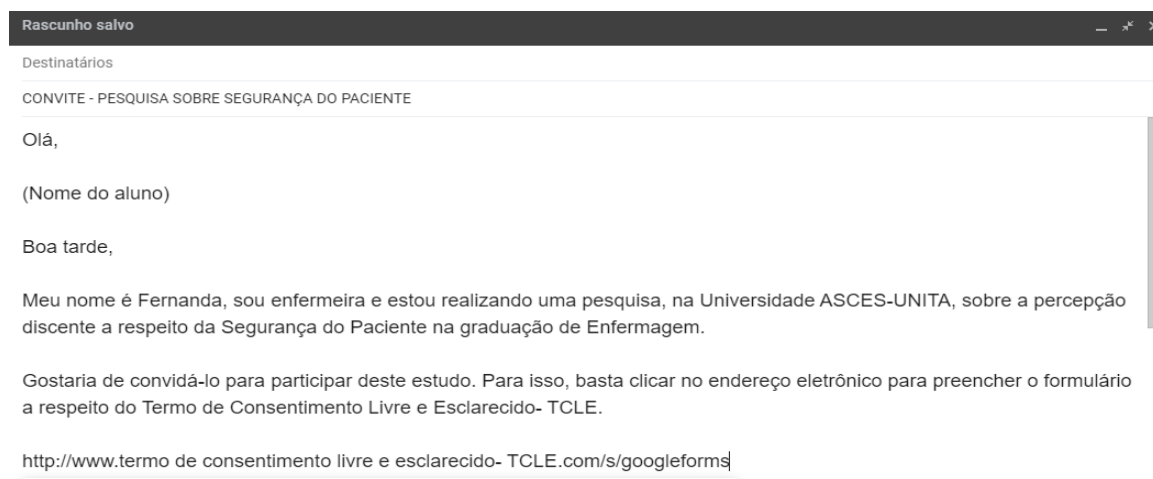 Rascunho salvo
Destinatários
CONVITE - PESQUISA SOBRE SEGURANÇA DO PACIENTE
Olá,
(Nome do aluno)
Boa tarde,
Meu nome é Fernanda, sou enfermeira e estou realizando uma pesquisa, na Universidade ASCES-UNITA, sobre a percepção
discente a respeito da Segurança do Paciente na graduação de Enfermagem.
Gostaria de convidá-lo para participar deste estudo. Para isso, basta clicar no endereço eletrônico para preencher o formulário
a respeito do Termo de Consentimento Livre e Esclarecido- TCLE.
http://www.termo de consentimento livre e esclarecido- TCLE.com/s/googleforms